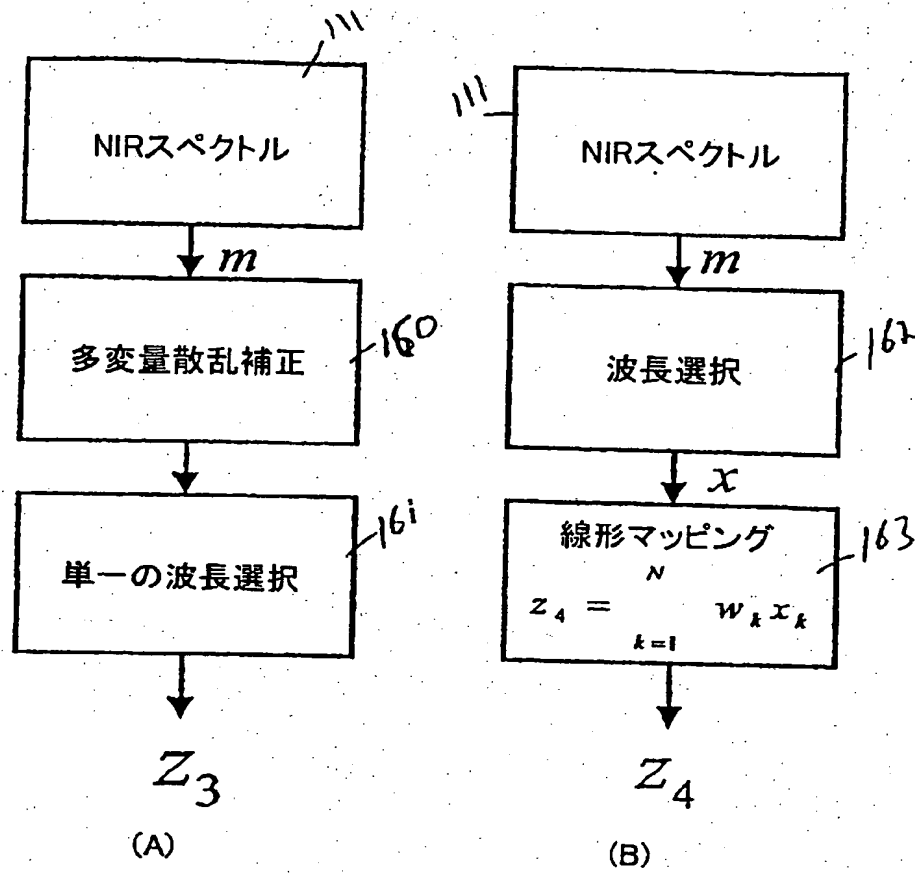 111
NIRスペクトル
m
多変量散乱補正
160
単一の波長選択
161
Z3
(A)
111
NIRスペクトル
m
波長選択
162
x
線形マッピング
N
z4 = wk xk
k=1
163
Z4
(B)